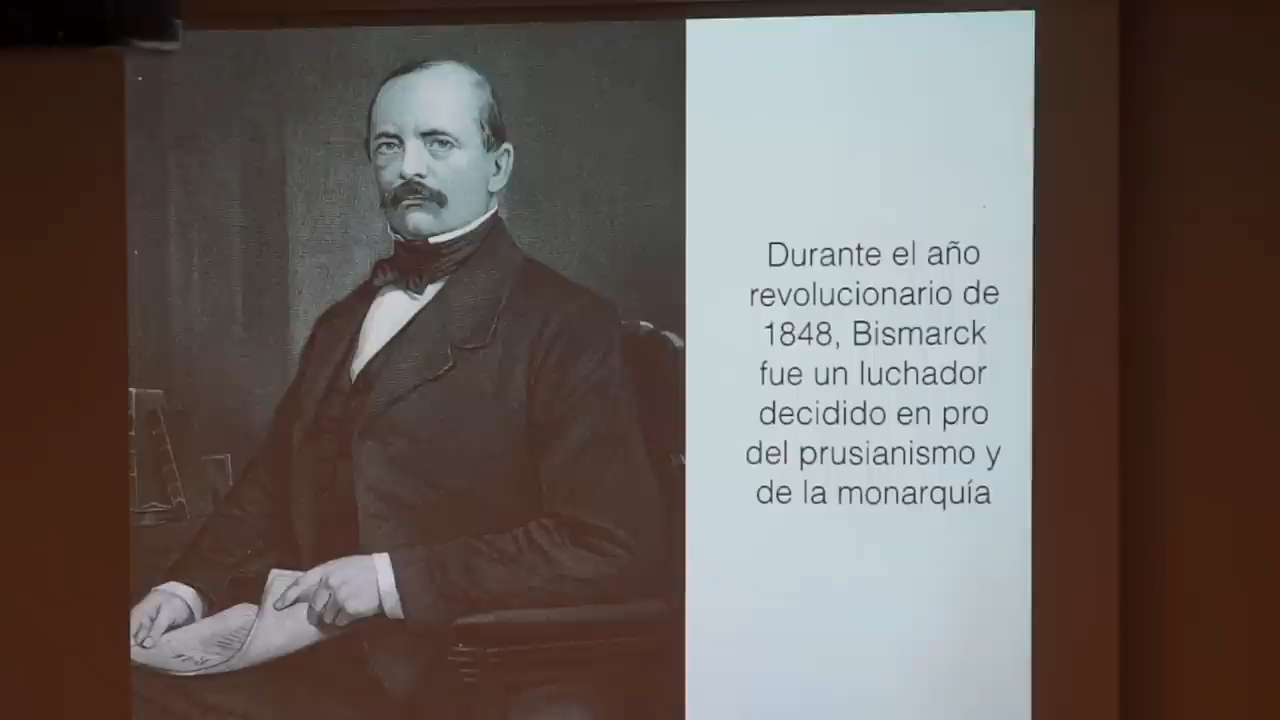 Durante el año
revolucionario de
1848, Bismarck
fue un luchador
decidido en pro
del prusianismo y
de la monarquía